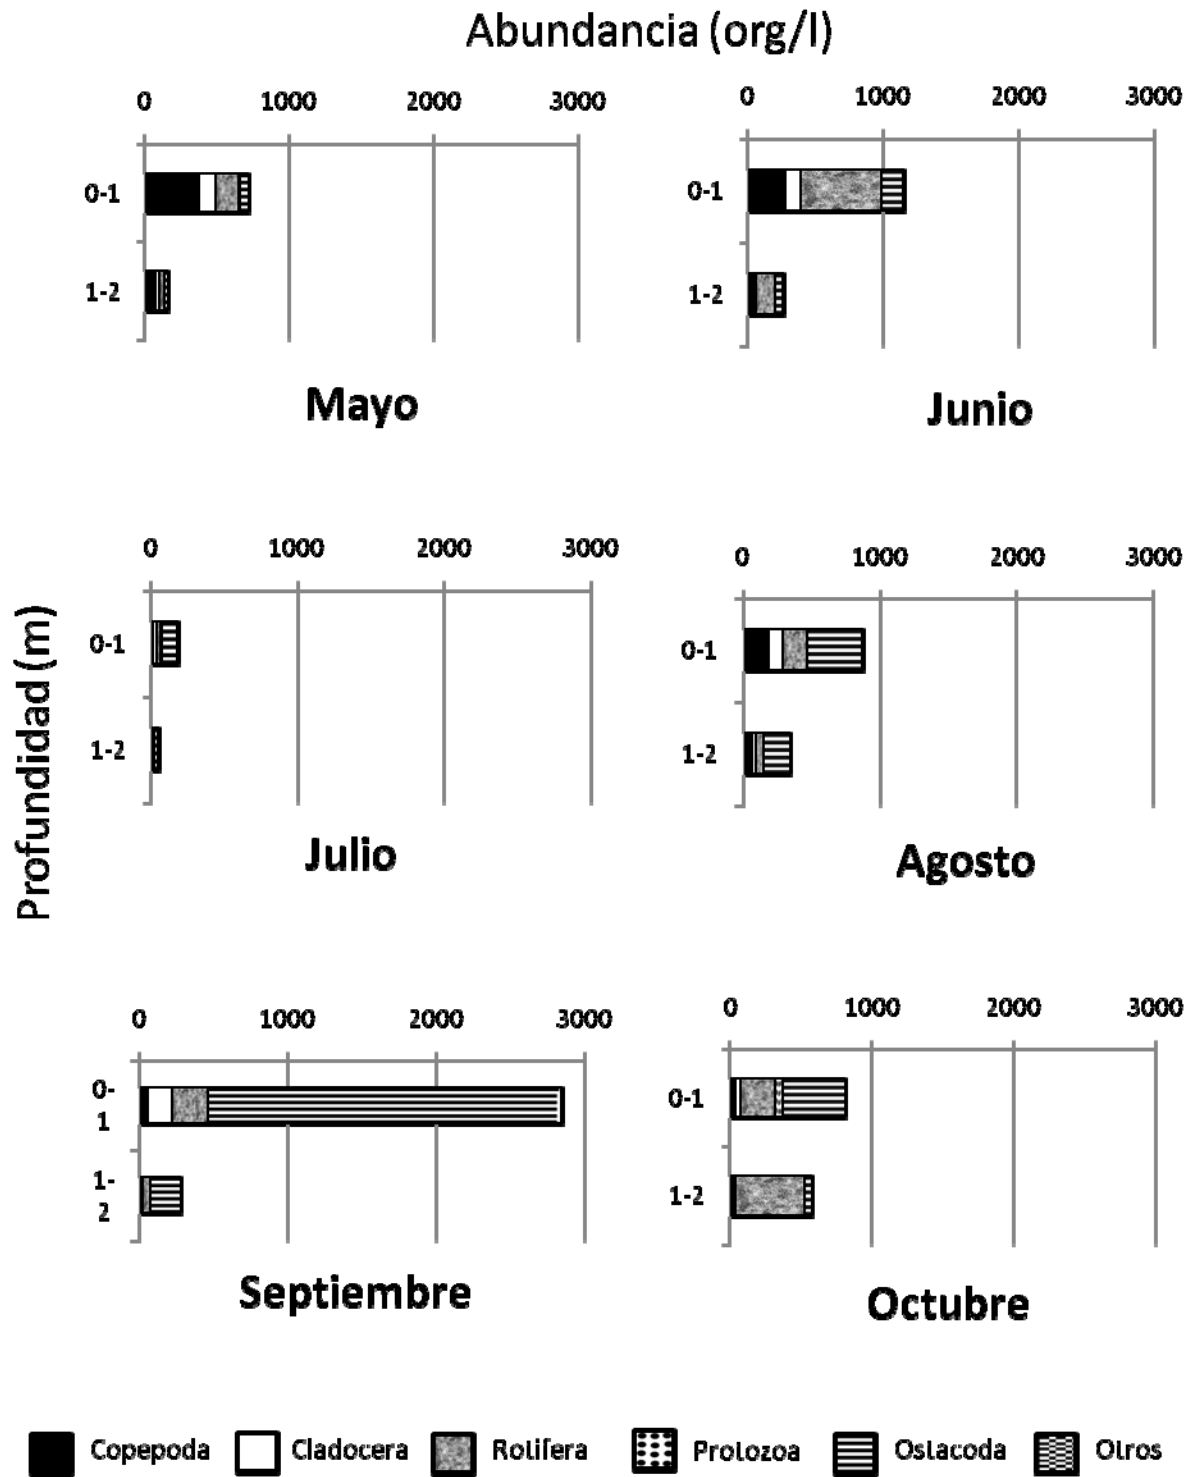 Abundancia (org/l)
0 1000 2000 3000
0-1
1-2
Mayo
0 1000 2000 3000
0-1
1-2
Junio
Profundidad (m)
0 1000 2000 3000
0-1
1-2
Julio
0 1000 2000 3000
0-1
1-2
Agosto
0 1000 2000 3000
0-
1
1-
2
Septiembre
0 1000 2000 3000
0-1
1-2
Octubre
Copepoda Cladocera Rotifera Protozoa Ostacoda Otros